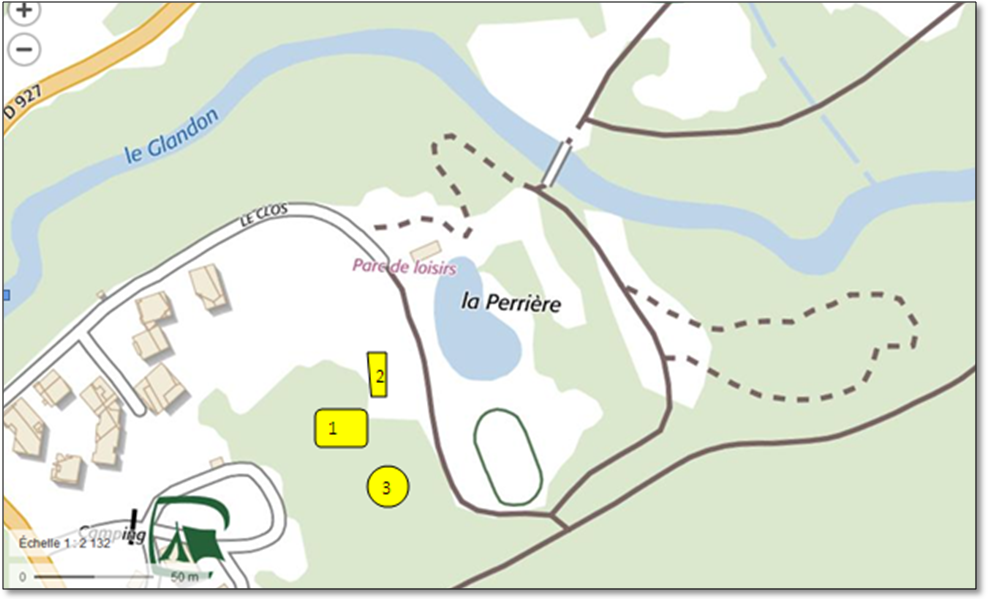 +
−
D 927
le Glandon
LE CLOS
Parc de loisirs
la Perrière
2
1
3
Camping
Échelle 1 : 2 132
0 50 m